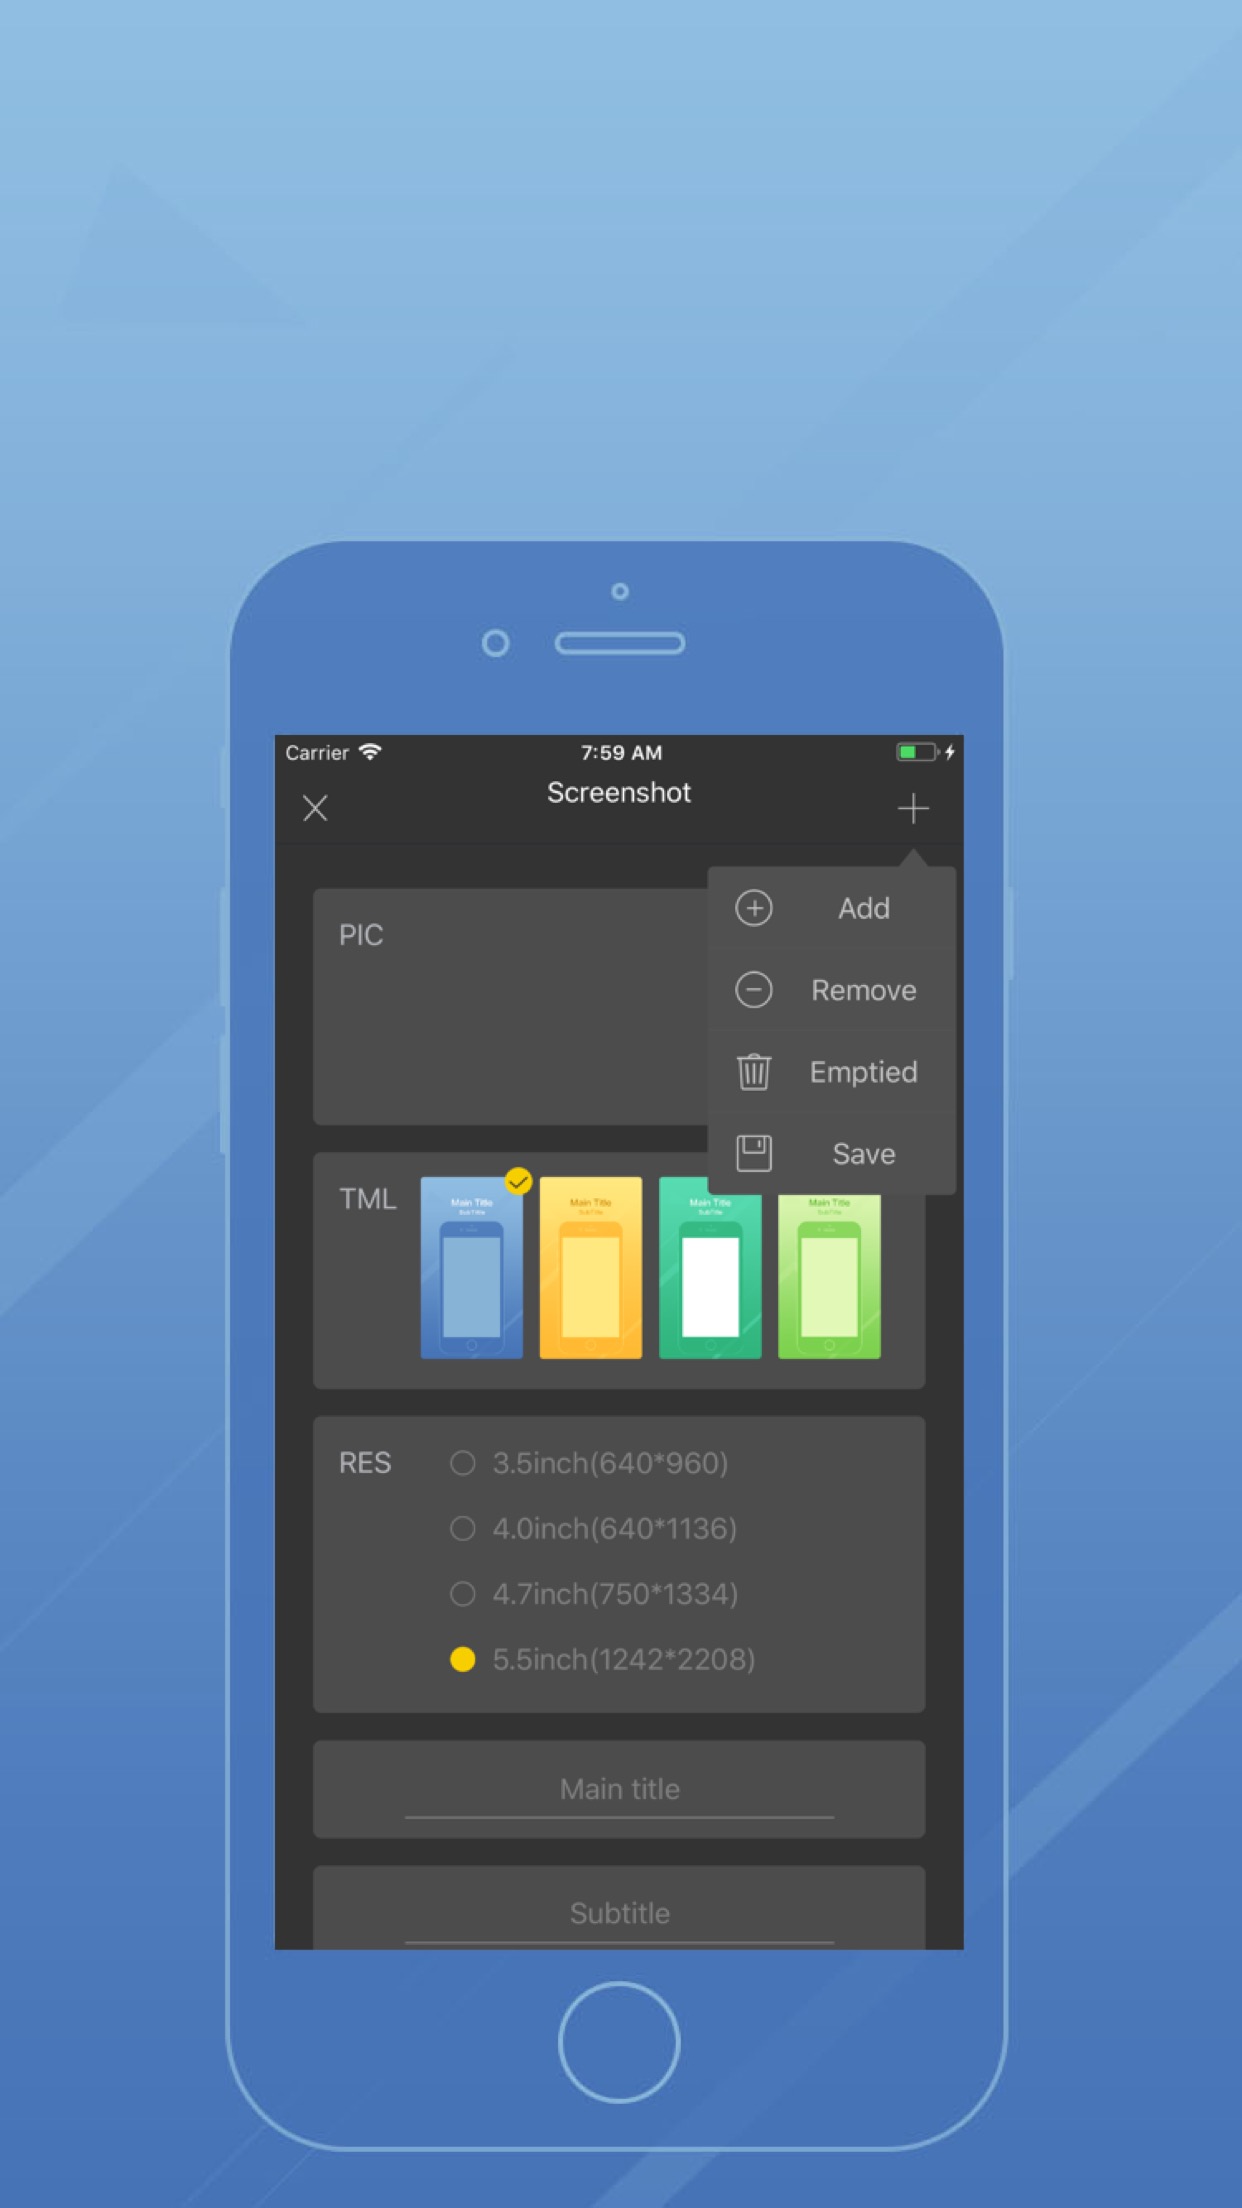 Carrier 7:59 AM
Screenshot
PIC
Add
Remove
Emptied
Save
TML
Main Title
SubTitle
Main Title
SubTitle
Main Title
SubTitle
Main Title
SubTitle
RES
3.5inch(640*960)
4.0inch(640*1136)
4.7inch(750*1334)
5.5inch(1242*2208)
Main title
Subtitle